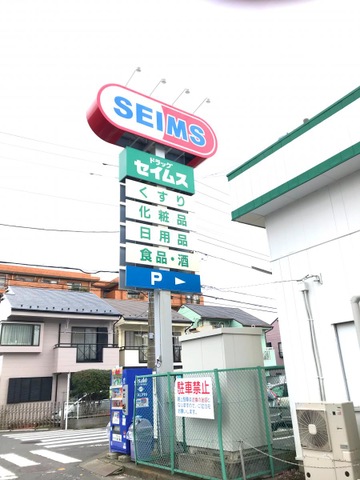 SEIMS
ドラッグ
セイムス
くすり
化粧品
日用品
食品・酒
P
駐車禁止